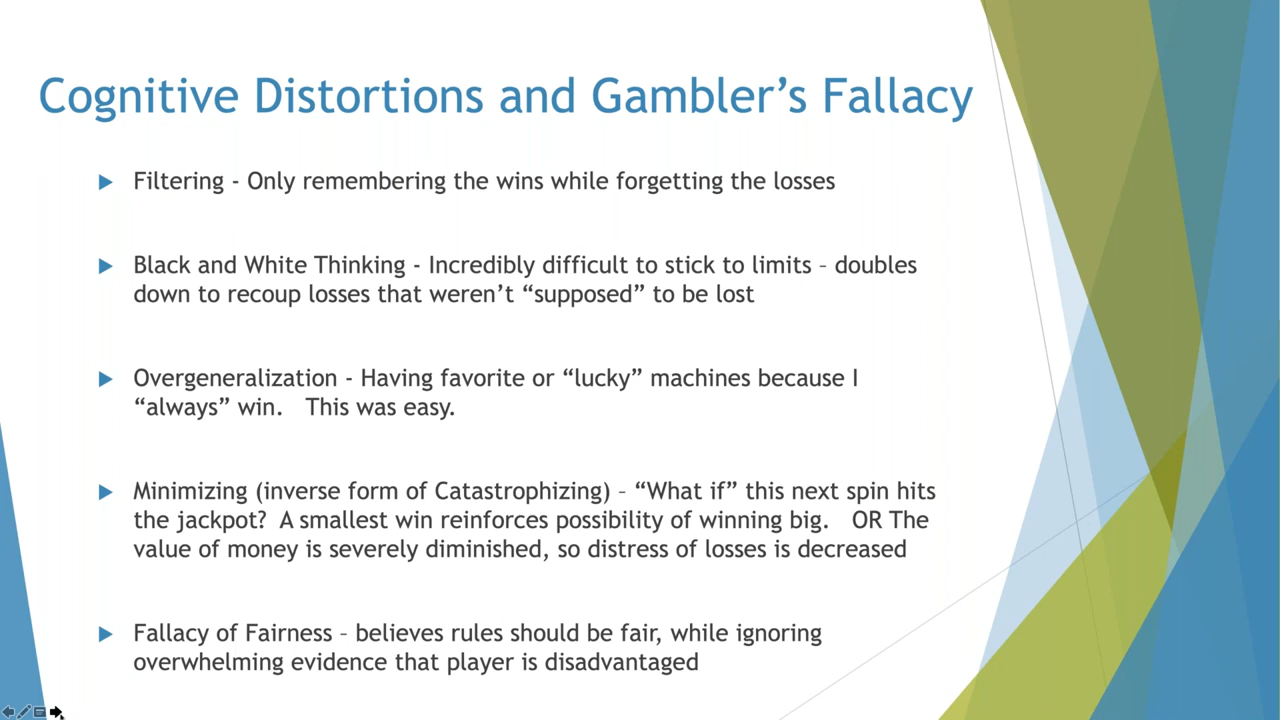 Cognitive Distortions and Gambler’s Fallacy
Filtering - Only remembering the wins while forgetting the losses
Black and White Thinking - Incredibly difficult to stick to limits – doubles
down to recoup losses that weren’t “supposed” to be lost
Overgeneralization - Having favorite or “lucky” machines because I
“always” win.   This was easy.
Minimizing (inverse form of Catastrophizing) – “What if” this next spin hits
the jackpot?  A smallest win reinforces possibility of winning big.   OR The
value of money is severely diminished, so distress of losses is decreased
Fallacy of Fairness – believes rules should be fair, while ignoring
overwhelming evidence that player is disadvantaged